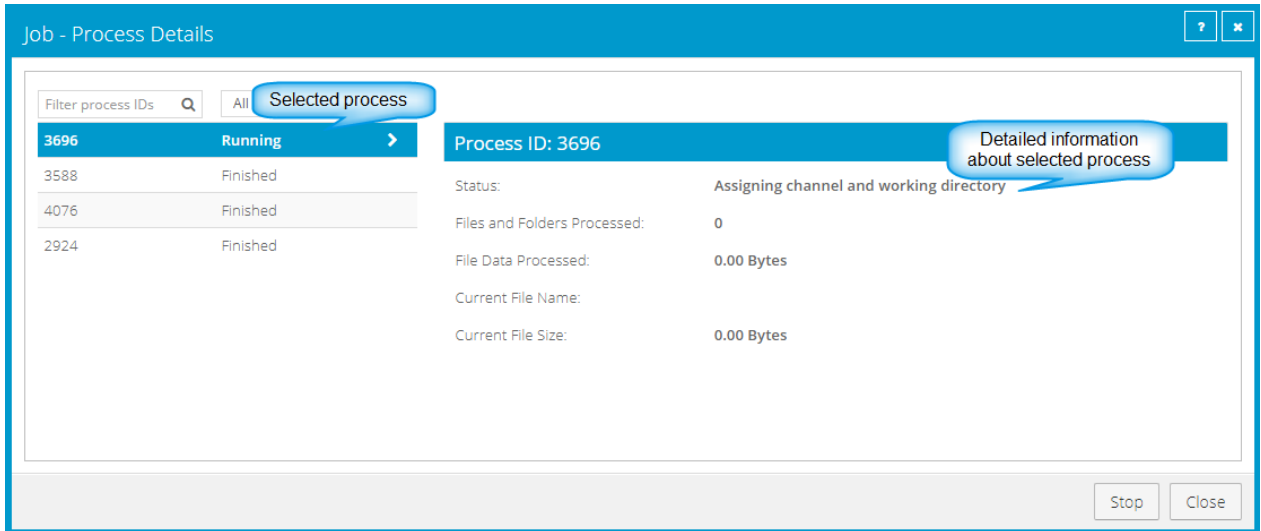 Job - Process Details
?
Filter process IDs
All
Selected process
3696 Running
3588 Finished
4076 Finished
2924 Finished
Process ID: 3696
Detailed information
about selected process
Status: Assigning channel and working directory
Files and Folders Processed: 0
File Data Processed: 0.00 Bytes
Current File Name:
Current File Size: 0.00 Bytes
Stop Close